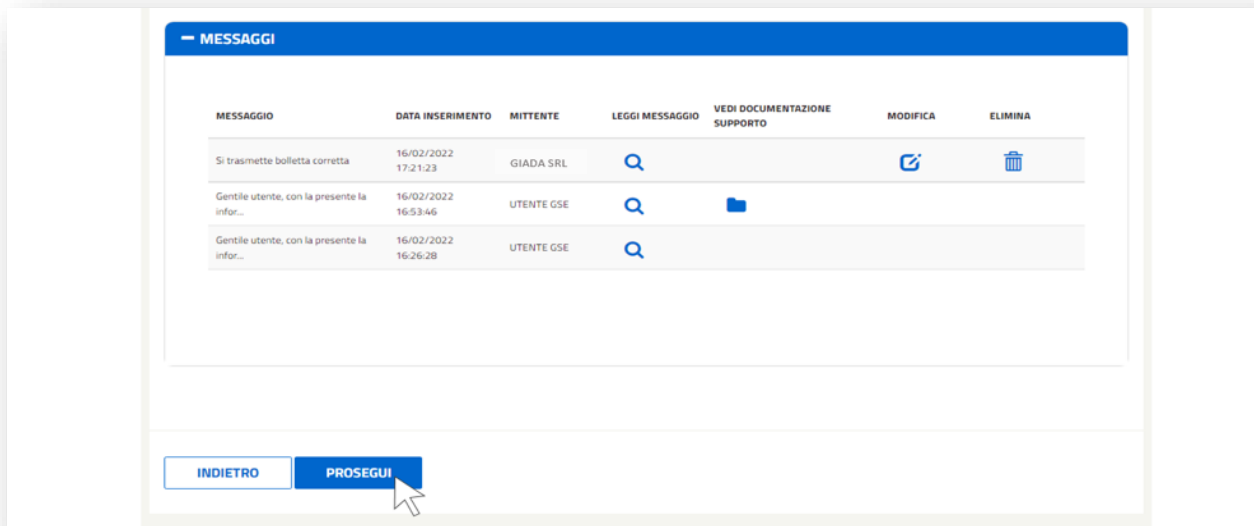 MESSAGGI
MESSAGGIO DATA INSERIMENTO MITTENTE LEGGI MESSAGGIO VEDI DOCUMENTAZIONE SUPPORTO MODIFICA ELIMINA
Si trasmette bolletta corretta 16/02/2022 17:21:23 GIADA SRL
Gentile utente, con la presente la infor... 16/02/2022 16:53:46 UTENTE GSE
Gentile utente, con la presente la infor... 16/02/2022 16:26:28 UTENTE GSE
INDIETRO PROSEGUI